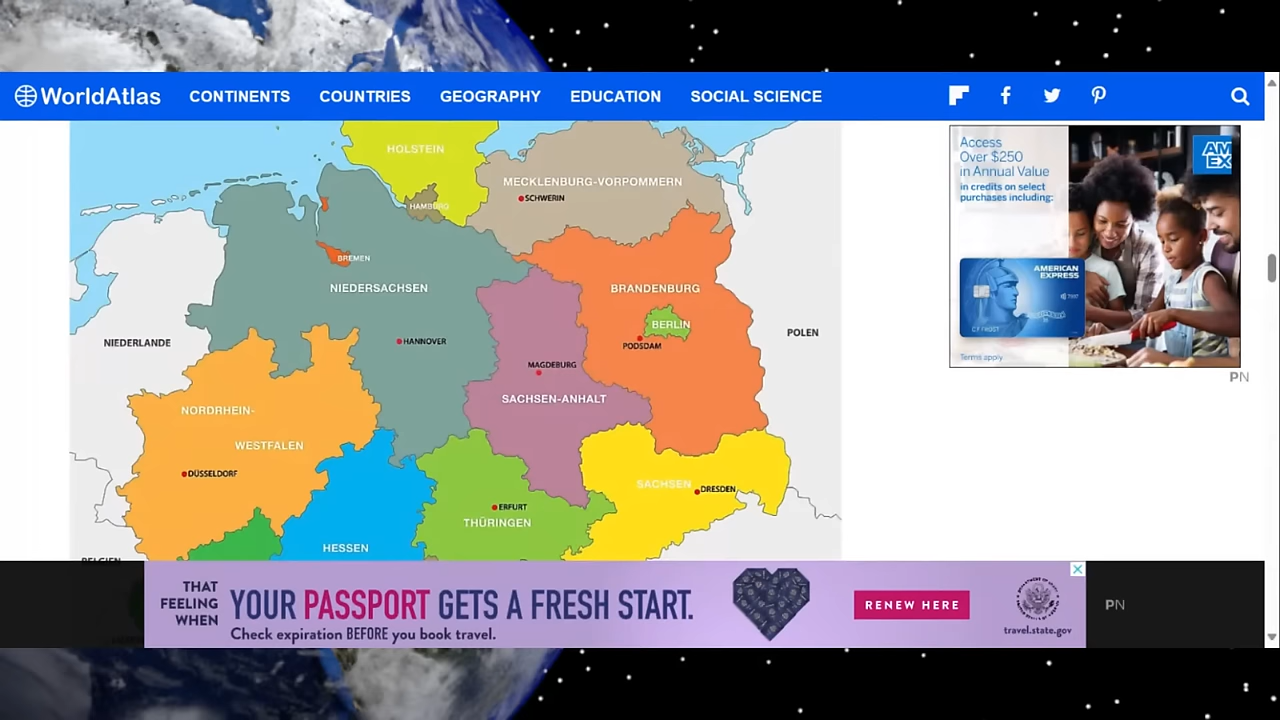 WorldAtlas
CONTINENTS
COUNTRIES
GEOGRAPHY
EDUCATION
SOCIAL SCIENCE
HOLSTEIN
MECKLENBURG-VORPOMMERN
SCHWERIN
HAMBURG
BREMEN
NIEDERSACHSEN
BRANDENBURG
BERLIN
PODSDAM
NIEDERLANDE
HANNOVER
POLEN
MAGDEBURG
SACHSEN-ANHALT
NORDRHEIN-
WESTFALEN
DÜSSELDORF
SACHSEN
DRESDEN
ERFURT
THÜRINGEN
HESSEN
BELGIEN
Access
Over $250
in Annual Value
in credits on select
purchases including:
AM
EX
AMERICAN
EXPRESS
Terms apply
PN
THAT
FEELING
WHEN
YOUR PASSPORT GETS A FRESH START.
Check expiration BEFORE you book travel.
RENEW HERE
travel.state.gov
PN